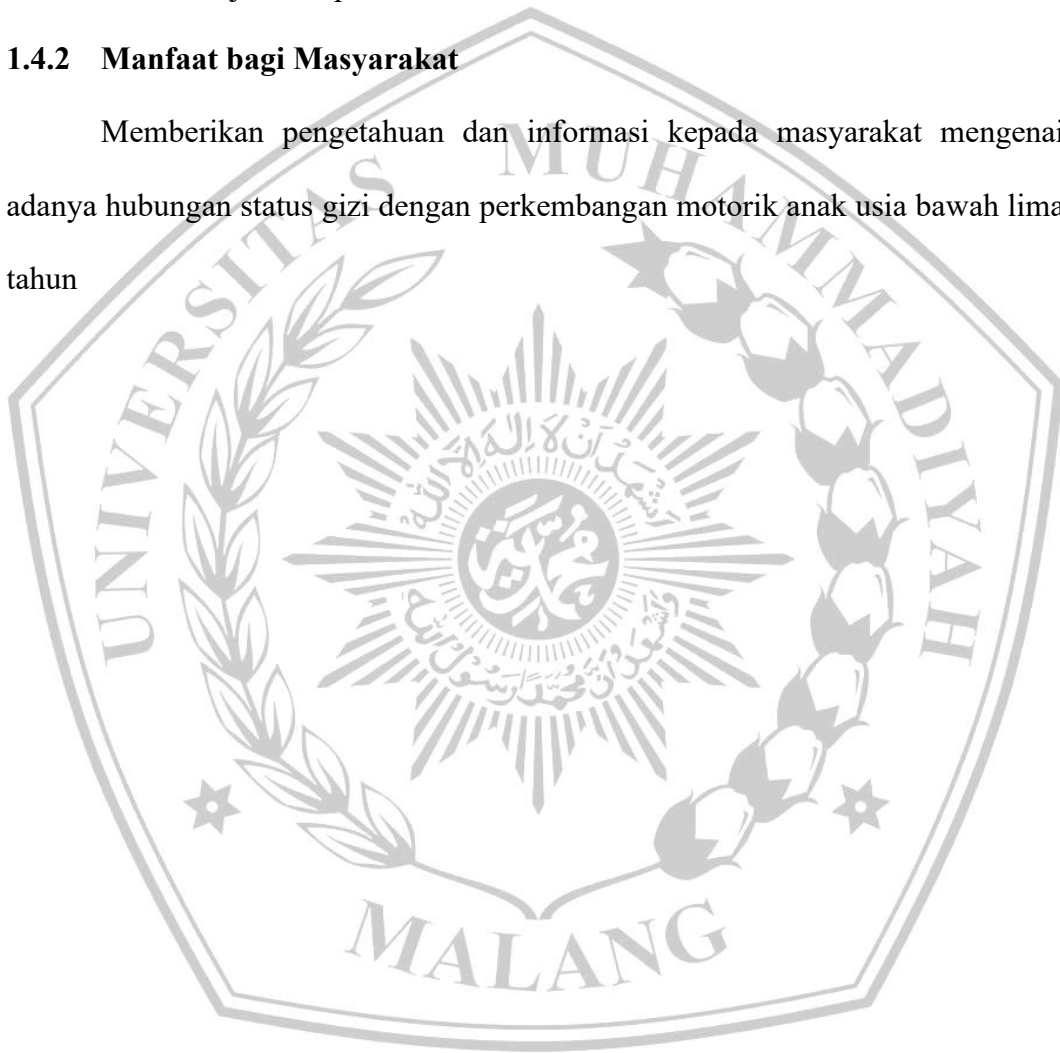 1.4.2 Manfaat bagi Masyarakat
Memberikan pengetahuan dan informasi kepada masyarakat mengenai
adanya hubungan status gizi dengan perkembangan motorik anak usia bawah lima
tahun
UNIVERSITAS MUHAMMADIYAH
MALANG